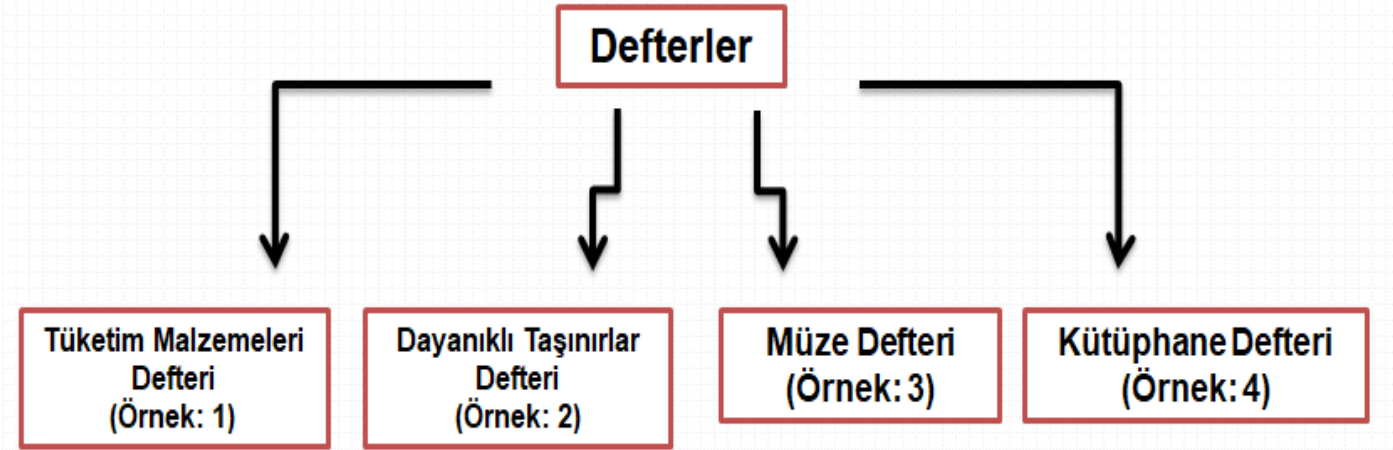 Defterler
Tüketim Malzemeleri
Defteri
(Örnek: 1)
Dayanıklı Taşınırlar
Defteri
(Örnek: 2)
Müze Defteri
(Örnek: 3)
Kütüphane Defteri
(Örnek: 4)